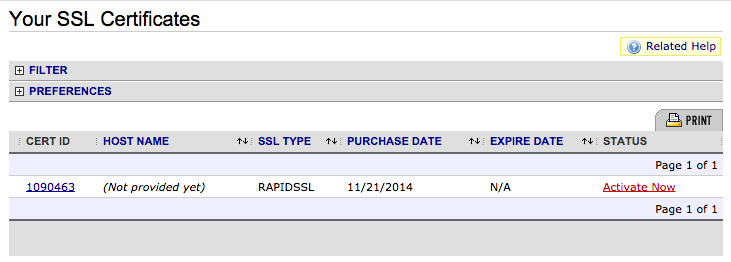 Your SSL Certificates
Related Help
FILTER
PREFERENCES
PRINT
CERT ID HOST NAME SSL TYPE PURCHASE DATE EXPIRE DATE STATUS
Page 1 of 1
1090463 (Not provided yet) RAPIDSSL 11/21/2014 N/A Activate Now
Page 1 of 1